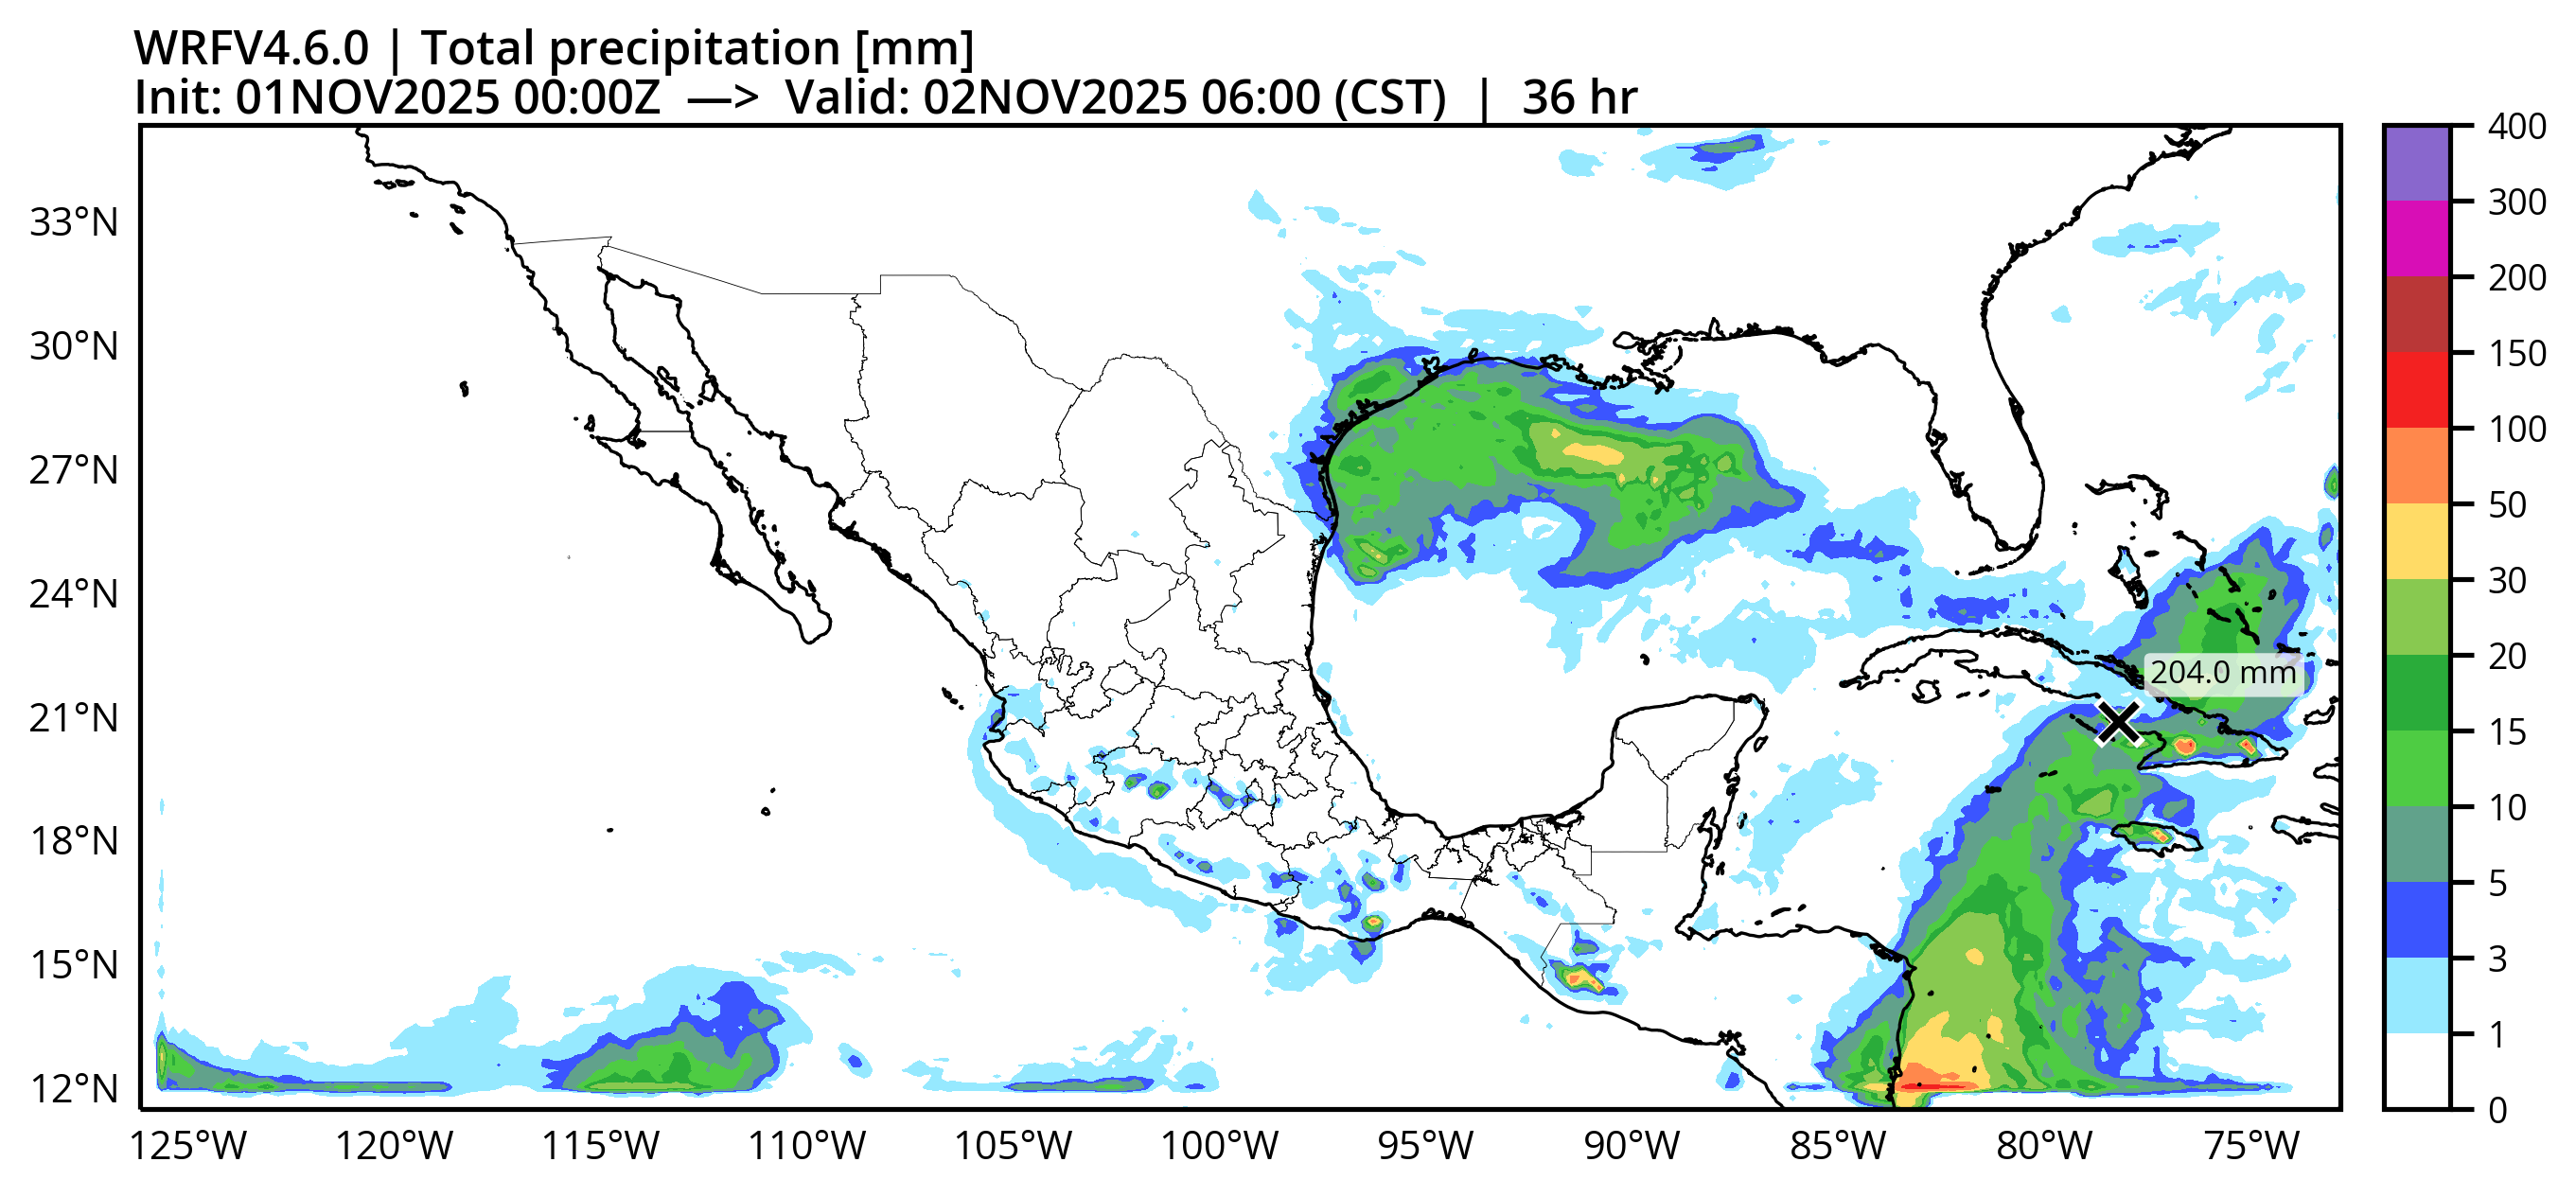 WRFV4.6.0 | Total precipitation [mm]
Init: 01NOV2025 00:00Z —> Valid: 02NOV2025 06:00 (CST) | 36 hr
33°N
30°N
27°N
24°N
21°N
18°N
15°N
12°N
204.0 mm
125°W 120°W 115°W 110°W 105°W 100°W 95°W 90°W 85°W 80°W 75°W
400
300
200
150
100
50
30
20
15
10
5
3
1
0